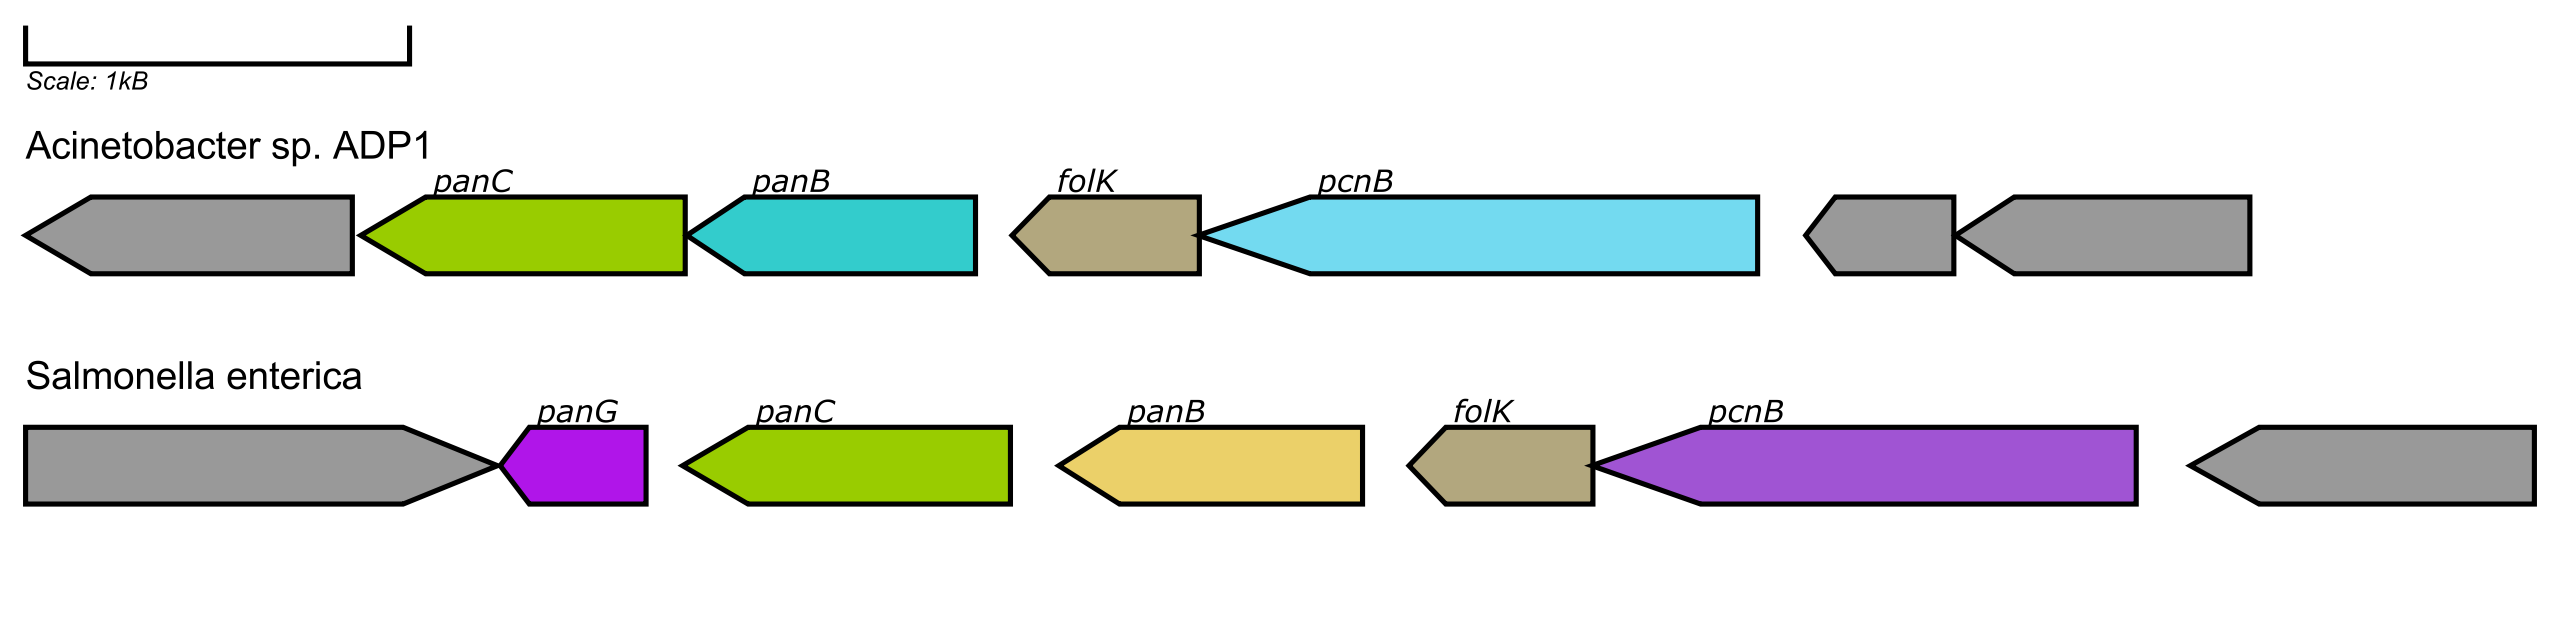 Scale: 1kB
Acinetobacter sp. ADP1
panC panB folK pcnB
Salmonella enterica
panG panC panB folK pcnB